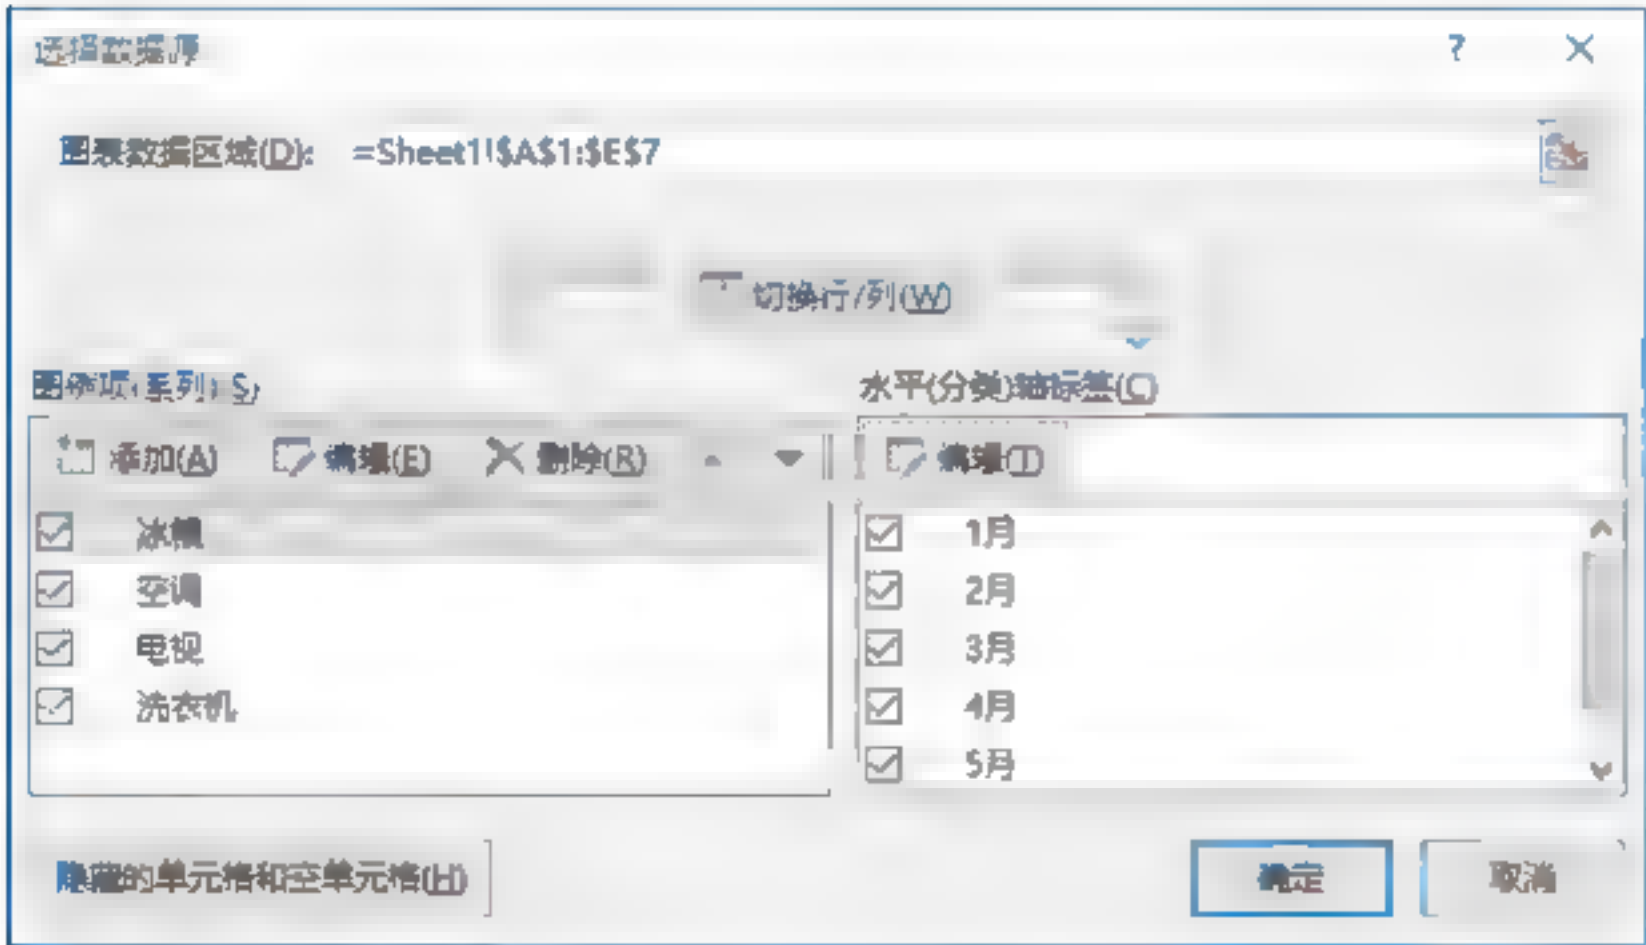 选择数据源 ? ×
图表数据区域(D): =Sheet1!$A$1:$E$7
切换行/列(W)
图例项(系列)(S)
水平(分类)轴标签(C)
添加(A) 编辑(E) 删除(R)
编辑(T)
冰箱
空调
电视
洗衣机
1月
2月
3月
4月
5月
隐藏的单元格和空单元格(H)
确定 取消